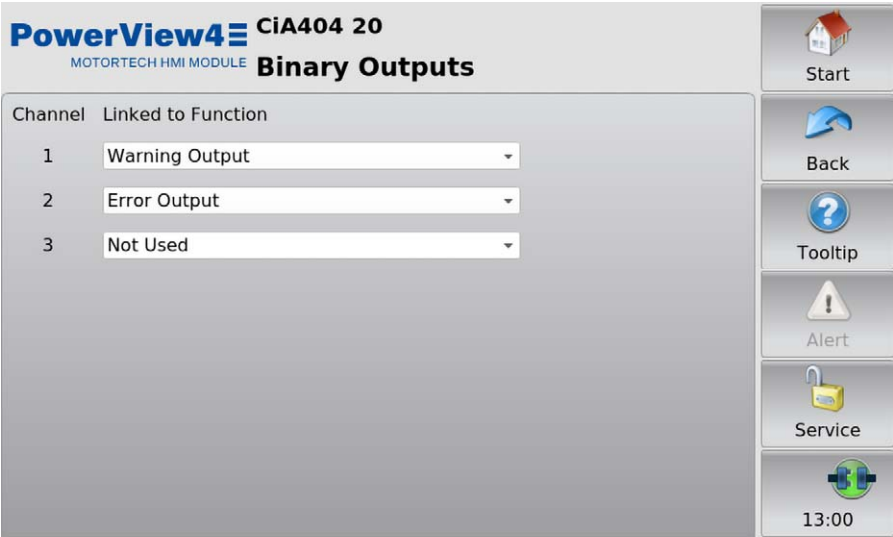 PowerView4
MOTORTECH HMI MODULE
CiA404 20
Binary Outputs
Channel Linked to Function
1 Warning Output
2 Error Output
3 Not Used
Start
Back
Tooltip
Alert
Service
13:00